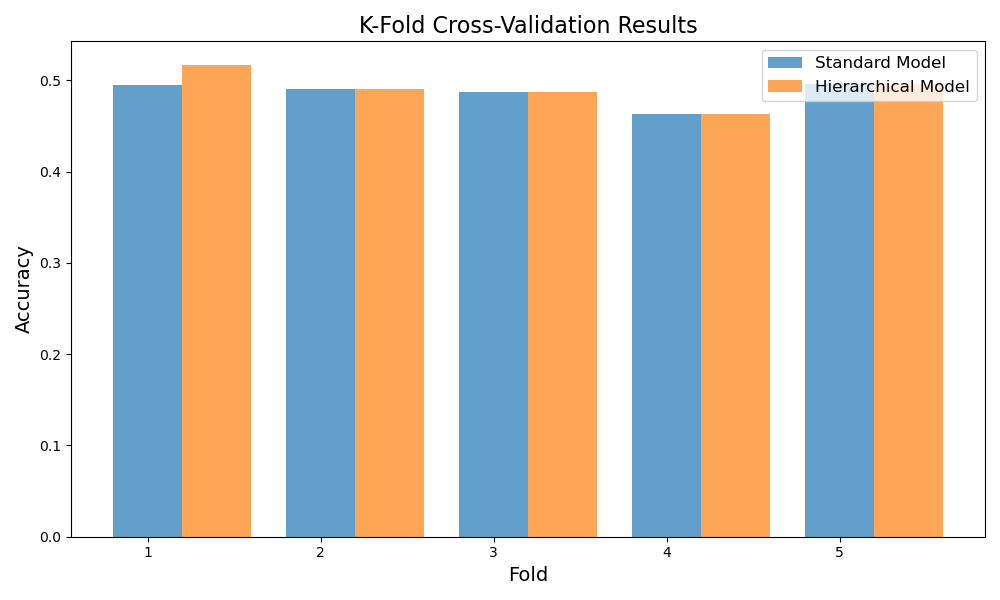 K-Fold Cross-Validation Results
Standard Model
Hierarchical Model
0.5
0.4
0.3
0.2
0.1
0.0
Accuracy
1 2 3 4 5
Fold